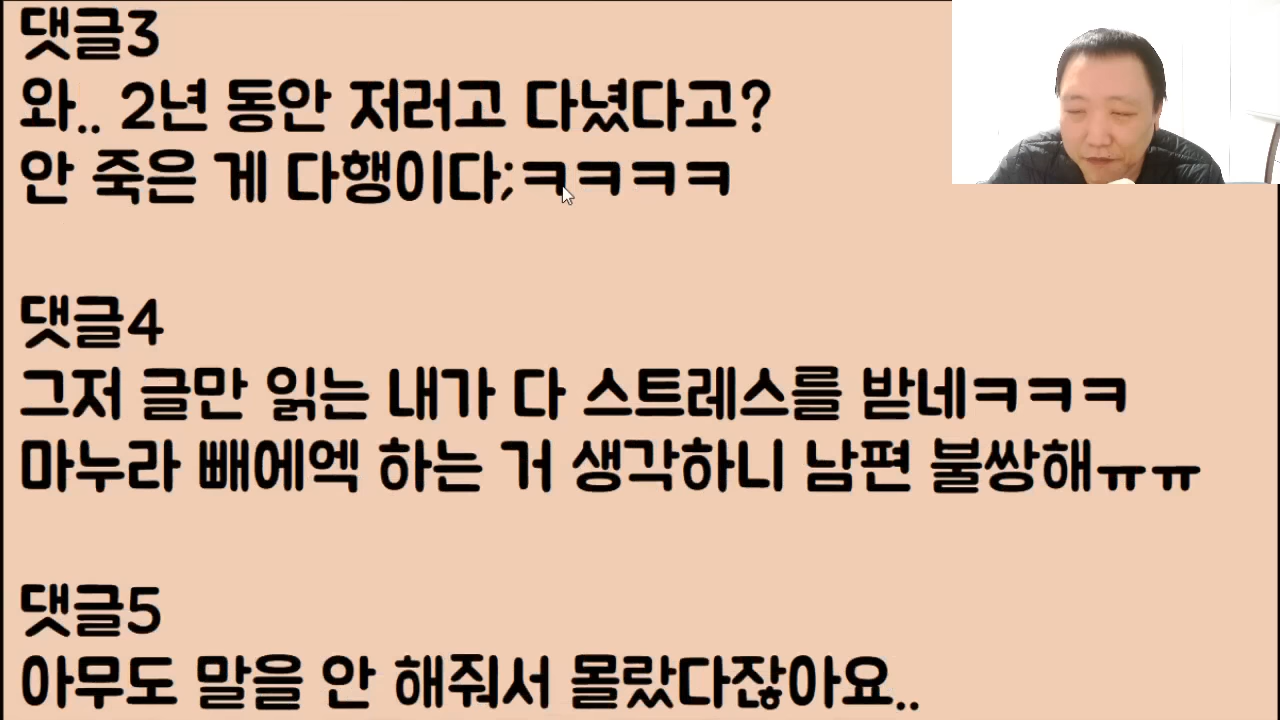 댓글3
와.. 2년 동안 저러고 다녔다고?
안 죽은 게 다행이다;ㅋㅋㅋㅋ
댓글4
그저 글만 읽는 내가 다 스트레스를 받네ㅋㅋㅋ
마누라 빼에엑 하는 거 생각하니 남편 불쌍해ㅠㅠ
댓글5
아무도 말을 안 해줘서 몰랐다잖아요..